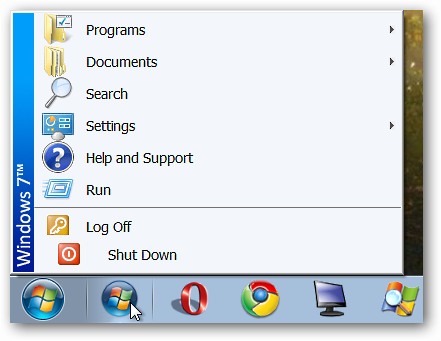 Programs
Documents
Search
Settings
Help and Support
Run
Log Off
Shut Down
Windows 7™